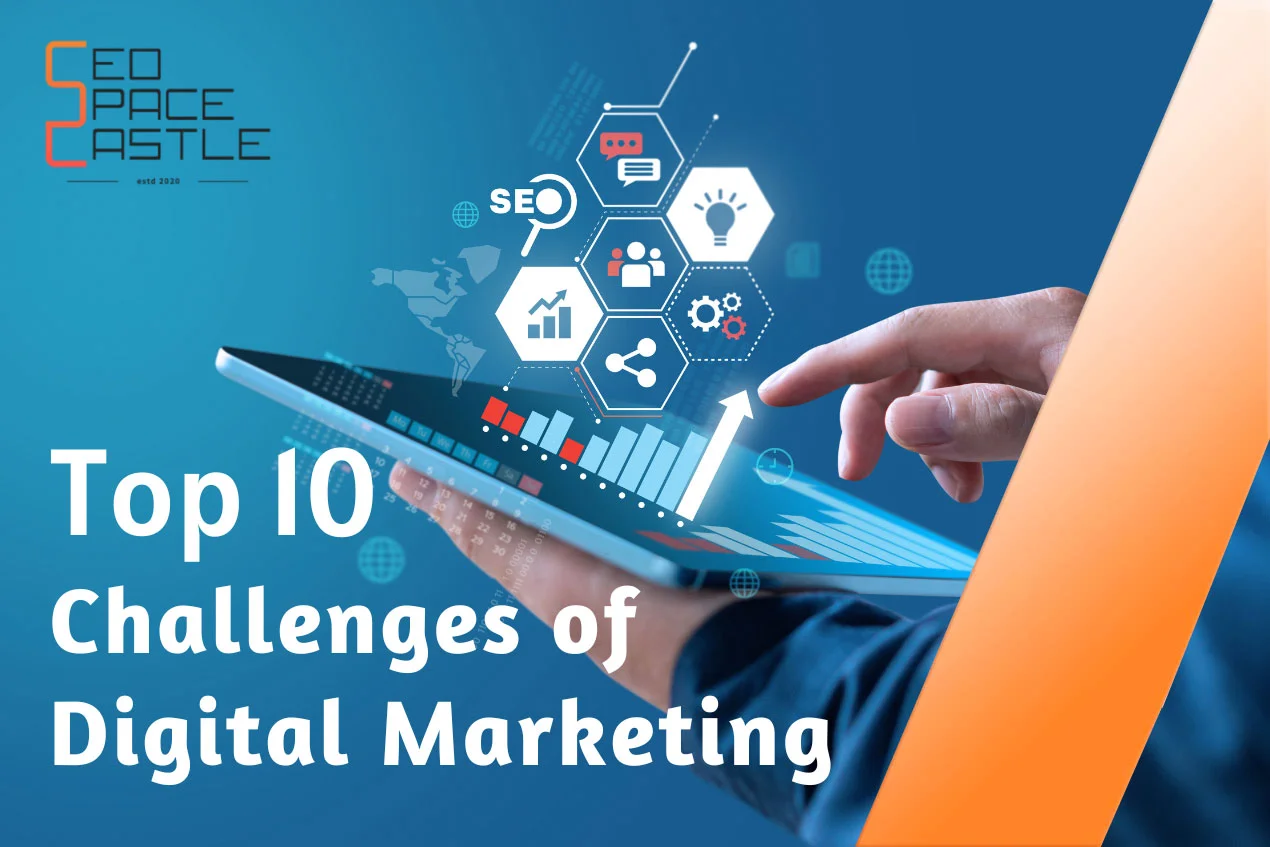 SEO
SPACE
CASTLE
estd 2020
SEO
Top 10
Challenges of
Digital Marketing